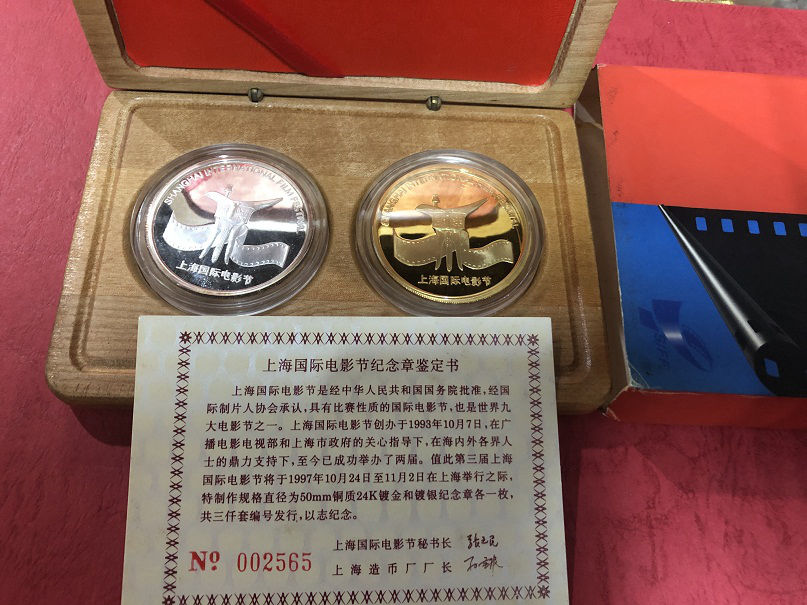 SHANGHAI INTERNATIONAL FILM FESTIVAL
上海国际电影节
上海国际电影节
上海国际电影节纪念章鉴定书
上海国际电影节是经中华人民共和国国务院批准，经国
际制片人协会承认，具有比赛性质的国际电影节，也是世界九
大电影节之一。上海国际电影节创办于1993年10月7日，在广
播电影电视部和上海市政府的关心指导下，在海内外各界人
士的鼎力支持下，至今已成功举办了两届。值此第三届上海
国际电影节将于1997年10月24日至11月2日在上海举行之际，
特制作规格直径为50mm铜质24K镀金和镀银纪念章各一枚，
共三仟套编号发行，以志纪念。
上海国际电影节秘书长
Nº 002565
上海造币厂厂长